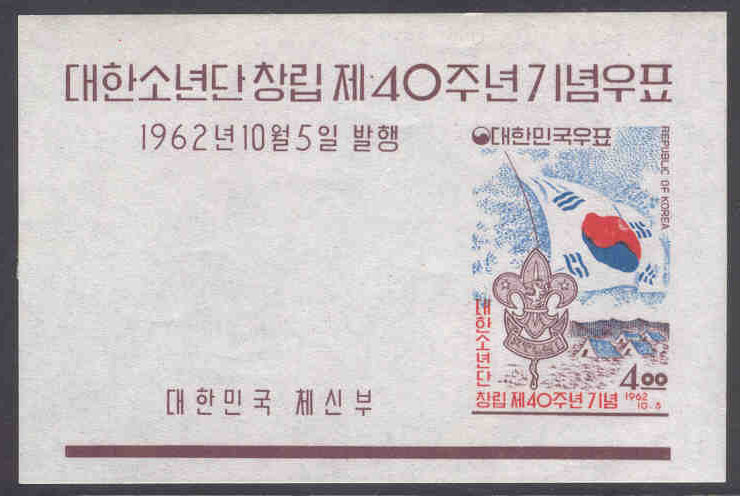 대한소년단 창립 제40주년기념우표
1962년10월5일 발행
대한민국우표
REPUBLIC OF KOREA
대한소년단
창립 제40주년 기념
4.00
1962
10.5
대한민국 체신부